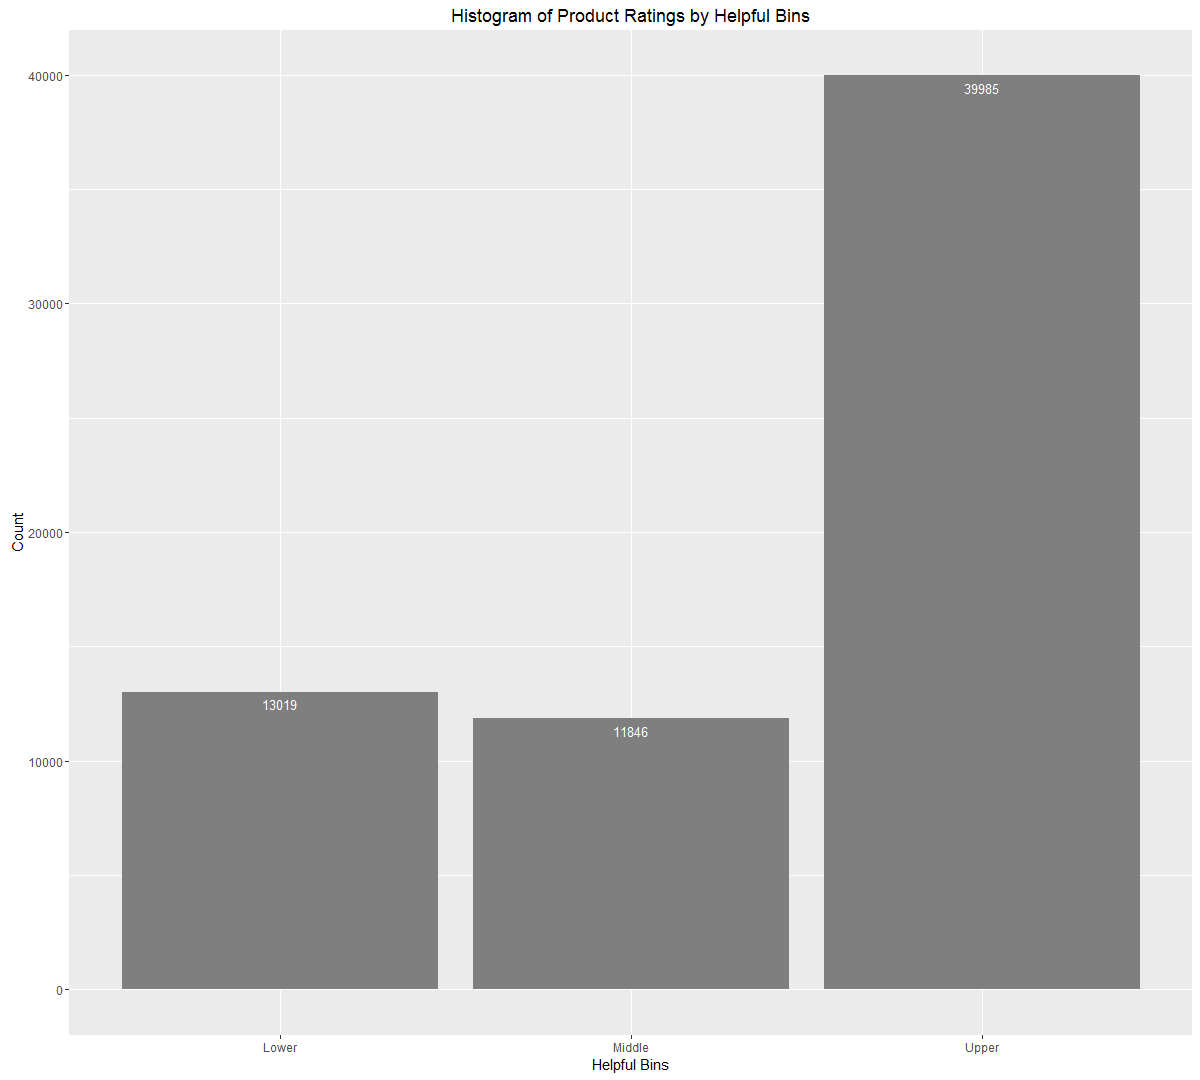 Histogram of Product Ratings by Helpful Bins
40000
39985
30000
Count
20000
13019
11846
10000
0
Lower
Middle
Upper
Helpful Bins